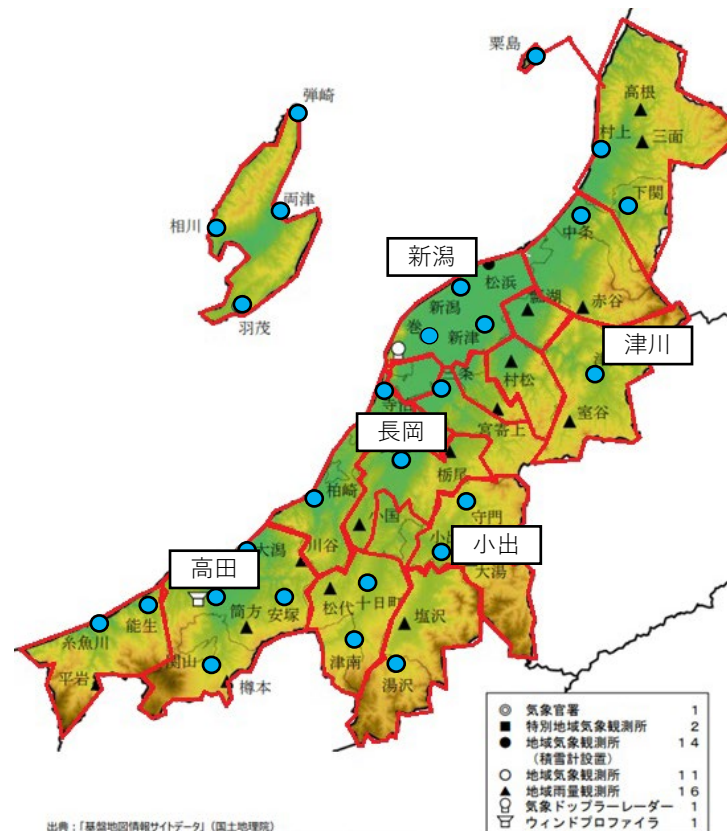 粟島
弾崎
高根
村上
三面
両津
下関
相川
中条
新潟
松浜
羽茂
新潟
瓢湖
赤谷
巻
新津
津川
三条
村松
寺泊
室谷
宮寄上
長岡
栃尾
柏崎
守門
小国
小出
大潟
川谷
大湯
高田
松代
十日町
能生
筒方
安塚
塩沢
糸魚川
津南
関山
湯沢
平岩
樽本
気象官署 1
特別地域気象観測所 2
地域気象観測所 14
（積雪計設置）
地域気象観測所 11
地域雨量観測所 16
気象ドップラーレーダー 1
ウィンドプロファイラ 1
出典：「基盤地図情報サイトデータ」（国土地理院）